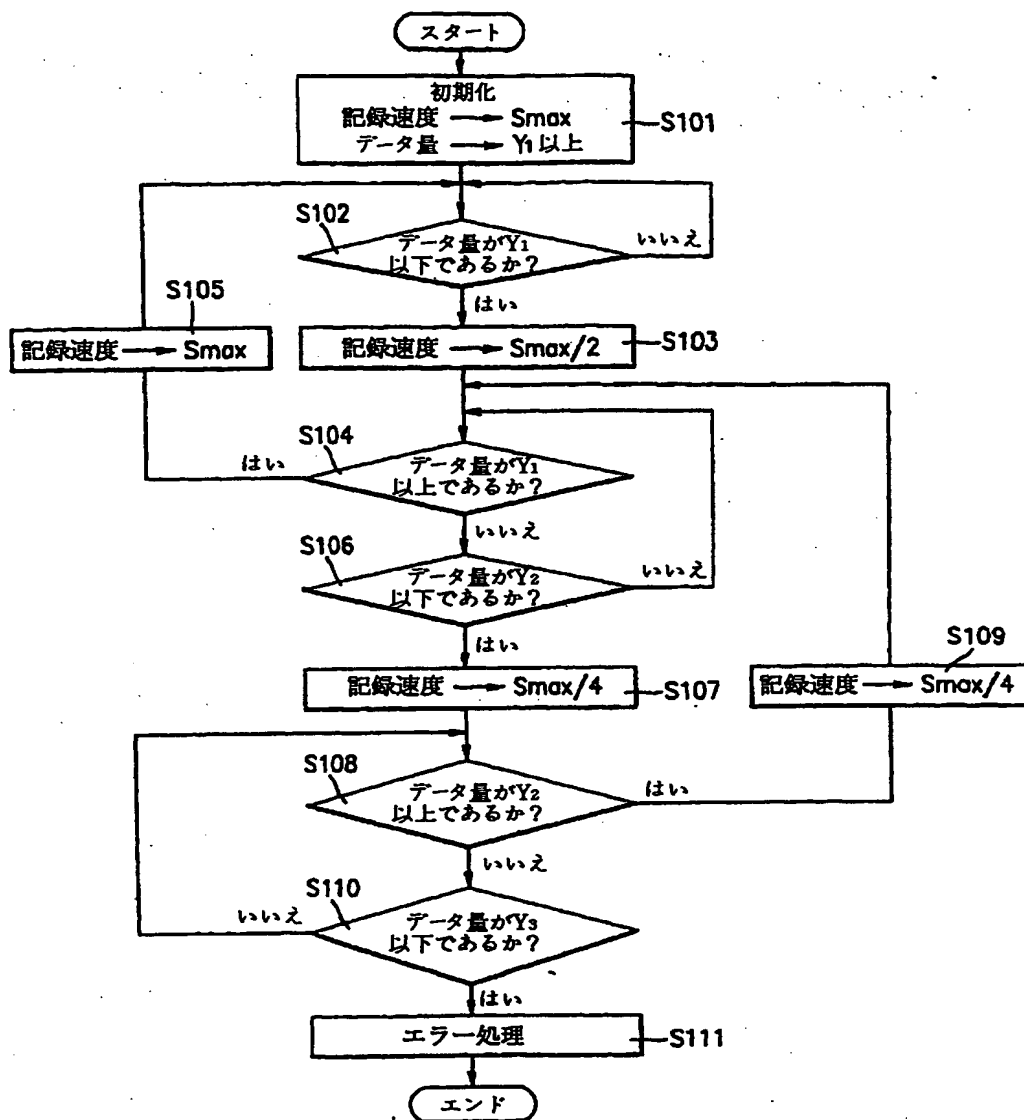 スタート
初期化
記録速度 → Smax
データ量 → Y1以上
S101
S102
データ量がY1
以下であるか?
いいえ
はい
S105
記録速度 → Smax
記録速度 → Smax/2
S103
S104
はい
データ量がY1
以上であるか?
いいえ
S106
データ量がY2
以下であるか?
いいえ
はい
S109
記録速度 → Smax/4
S107
記録速度 → Smax/4
S108
データ量がY2
以上であるか?
はい
いいえ
S110
いいえ
データ量がY3
以下であるか?
はい
エラー処理
S111
エンド